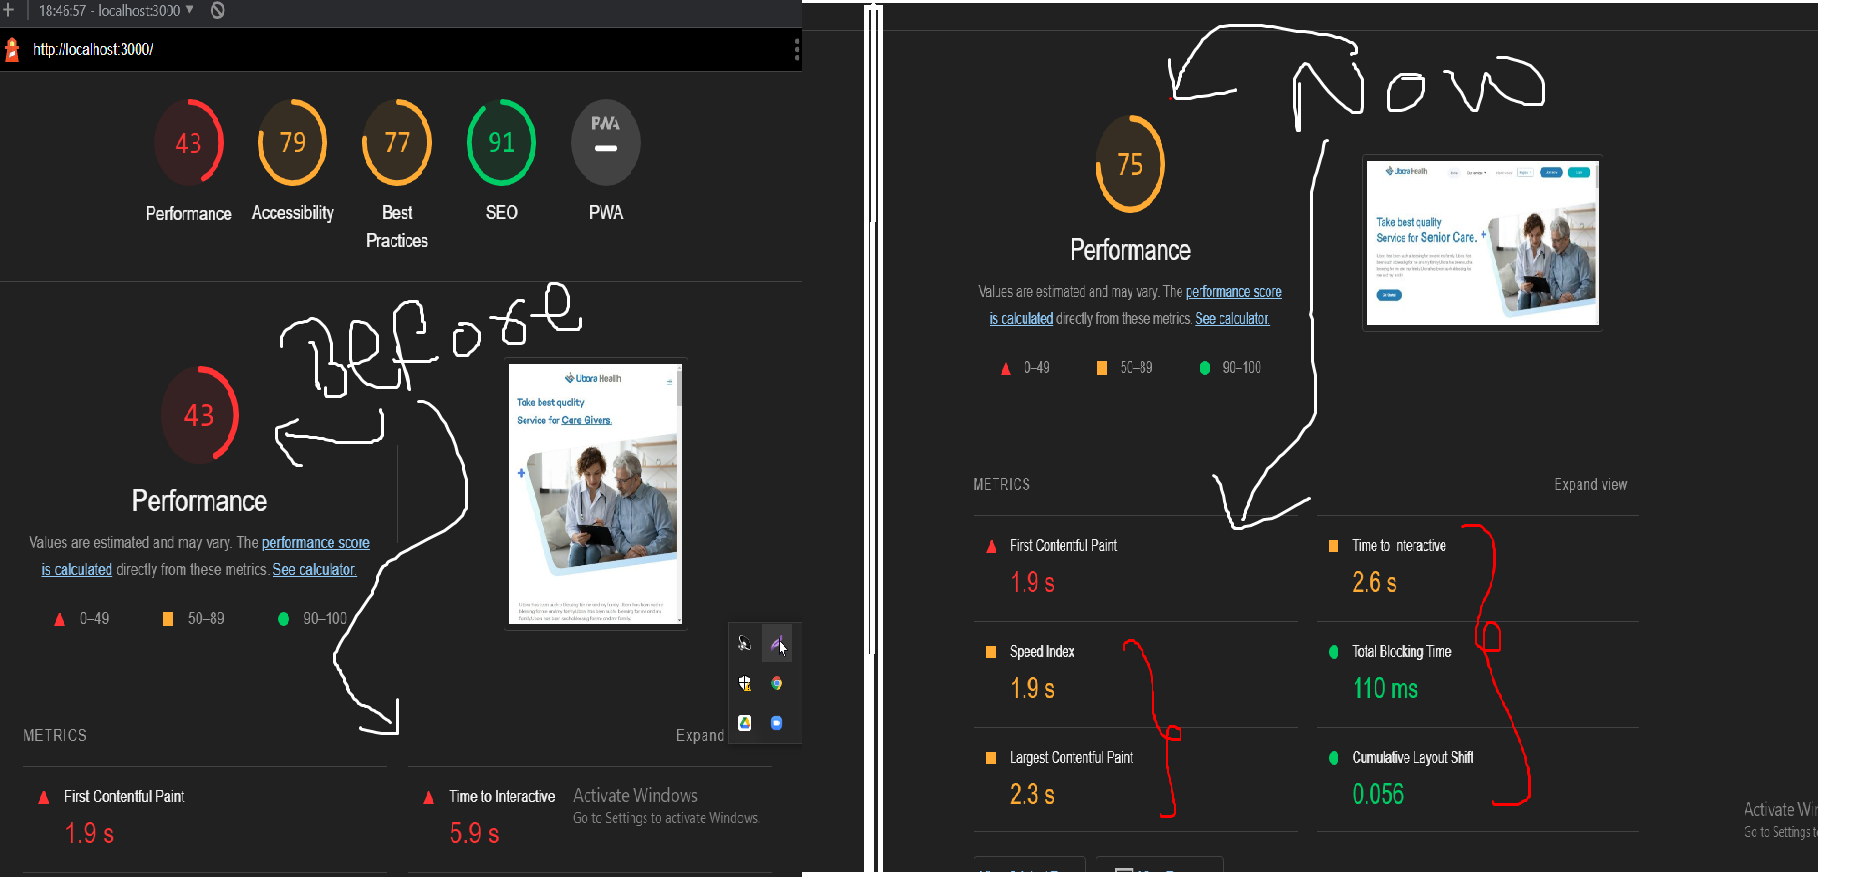 18:46:57 - localhost:3000
http://localhost:3000/
43
79
77
91
PWA
Performance
Accessibility
Best
Practices
SEO
PWA
Before
43
Performance
Values are estimated and may vary. The performance score
is calculated directly from these metrics. See calculator.
0–49
50–89
90–100
Ubora Health
Take best quality
Service for Care Givers.
METRICS
Expand
First Contentful Paint
1.9 s
Time to Interactive
5.9 s
Activate Windows
Go to Settings to activate Windows.
Now
75
Performance
Values are estimated and may vary. The performance score
is calculated directly from these metrics. See calculator.
0–49
50–89
90–100
Ubora Health
Take best quality
Service for Senior Care.
METRICS
Expand view
First Contentful Paint
1.9 s
Time to Interactive
2.6 s
Speed Index
1.9 s
Total Blocking Time
110 ms
Largest Contentful Paint
2.3 s
Cumulative Layout Shift
0.056
Activate Wi
Go to Settings t